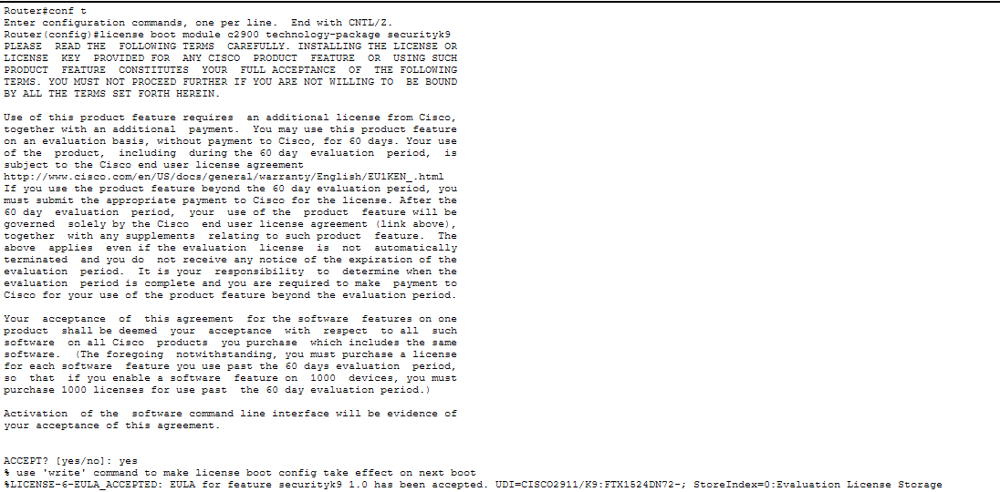 Router#conf t
Enter configuration commands, one per line.  End with CNTL/Z.
Router(config)#license boot module c2900 technology-package securityk9
PLEASE  READ THE  FOLLOWING TERMS  CAREFULLY. INSTALLING THE LICENSE OR
LICENSE  KEY  PROVIDED FOR  ANY CISCO  PRODUCT  FEATURE  OR  USING SUCH
PRODUCT  FEATURE  CONSTITUTES  YOUR  FULL ACCEPTANCE  OF  THE FOLLOWING
TERMS. YOU MUST NOT PROCEED FURTHER IF YOU ARE NOT WILLING TO  BE BOUND
BY ALL THE TERMS SET FORTH HEREIN.

Use of this product feature requires  an additional license from Cisco,
together with an additional  payment.  You may use this product feature
on an evaluation basis, without payment to Cisco, for 60 days. Your use
of the  product,  including  during the 60 day  evaluation  period,  is
subject to the Cisco end user license agreement
http://www.cisco.com/en/US/docs/general/warranty/English/EU1KEN_.html
If you use the product feature beyond the 60 day evaluation period, you
must submit the appropriate payment to Cisco for the license. After the
60 day  evaluation  period,  your  use of the  product  feature will be
governed  solely by the Cisco  end user license agreement (link above),
together  with any supplements  relating to such product  feature.  The
above  applies  even if the evaluation  license  is  not  automatically
terminated  and you do  not receive any notice of the expiration of the
evaluation  period.  It is your  responsibility  to  determine when the
evaluation  period is complete and you are required to make  payment to
Cisco for your use of the product feature beyond the evaluation period.

Your  acceptance  of  this agreement  for the software  features on one
product  shall be deemed  your  acceptance  with  respect  to all  such
software  on all Cisco  products  you purchase  which includes the same
software.  (The foregoing  notwithstanding, you must purchase a license
for each software  feature you use past the 60 days evaluation  period,
so  that  if you enable a software  feature on  1000  devices, you must
purchase 1000 licenses for use past  the 60 day evaluation period.)

Activation  of the  software command line interface will be evidence of
your acceptance of this agreement.

ACCEPT? [yes/no]: yes
% use 'write' command to make license boot config take effect on next boot
%LICENSE-6-EULA_ACCEPTED: EULA for feature securityk9 1.0 has been accepted. UDI=CISCO2911/K9:FTX1524DN72-; StoreIndex=0:Evaluation License Storage